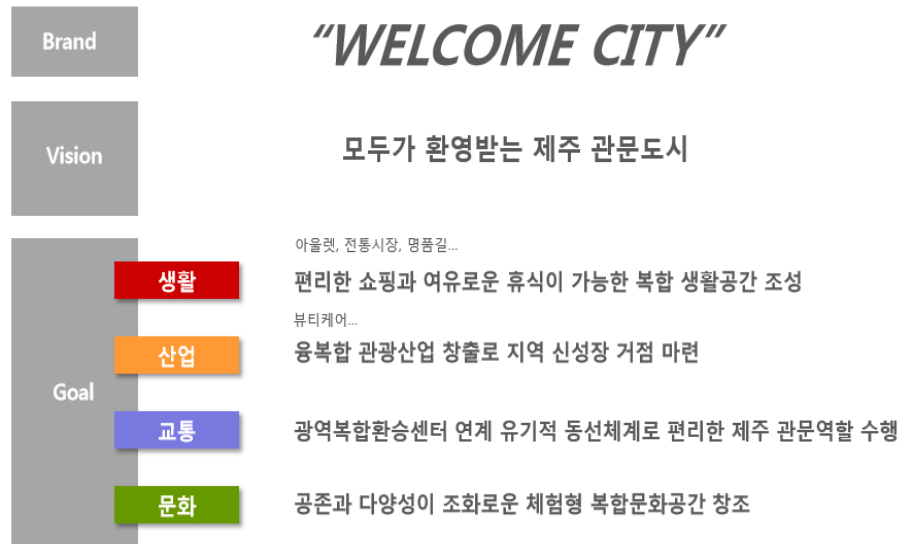 Brand
“WELCOME CITY”
Vision
모두가 환영받는 제주 관문도시
Goal
아울렛, 전통시장, 명품길...
생활
편리한 쇼핑과 여유로운 휴식이 가능한 복합 생활공간 조성
뷰티케어...
산업
융복합 관광산업 창출로 지역 신성장 거점 마련
교통
광역복합환승센터 연계 유기적 동선체계로 편리한 제주 관문역할 수행
문화
공존과 다양성이 조화로운 체험형 복합문화공간 창조